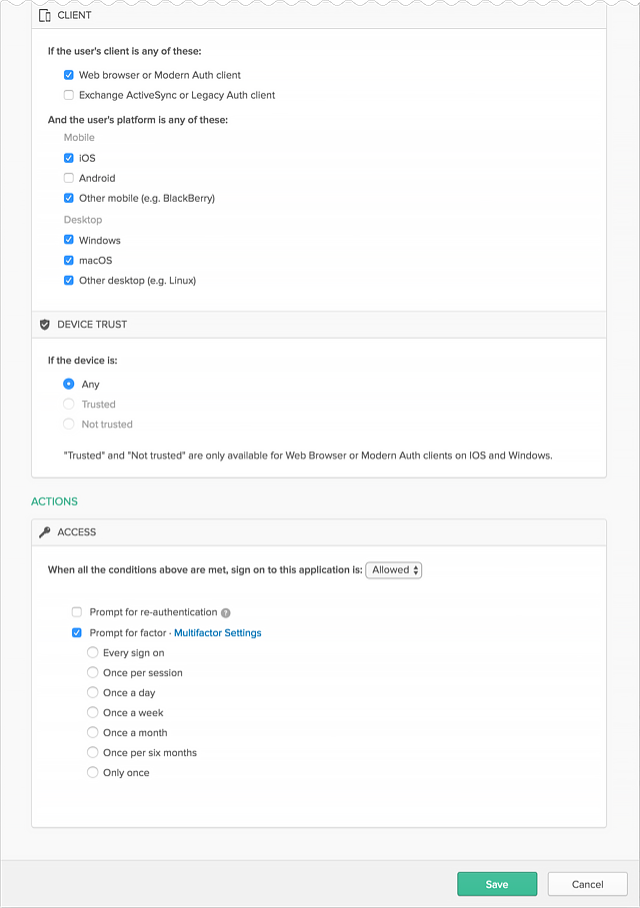 CLIENT
If the user's client is any of these:
Web browser or Modern Auth client
Exchange ActiveSync or Legacy Auth client
And the user's platform is any of these:
Mobile
iOS
Android
Other mobile (e.g. BlackBerry)
Desktop
Windows
macOS
Other desktop (e.g. Linux)
DEVICE TRUST
If the device is:
Any
Trusted
Not trusted
"Trusted" and "Not trusted" are only available for Web Browser or Modern Auth clients on IOS and Windows.
ACTIONS
ACCESS
When all the conditions above are met, sign on to this application is: Allowed
Prompt for re-authentication ?
Prompt for factor - Multifactor Settings
Every sign on
Once per session
Once a day
Once a week
Once a month
Once per six months
Only once
Save Cancel